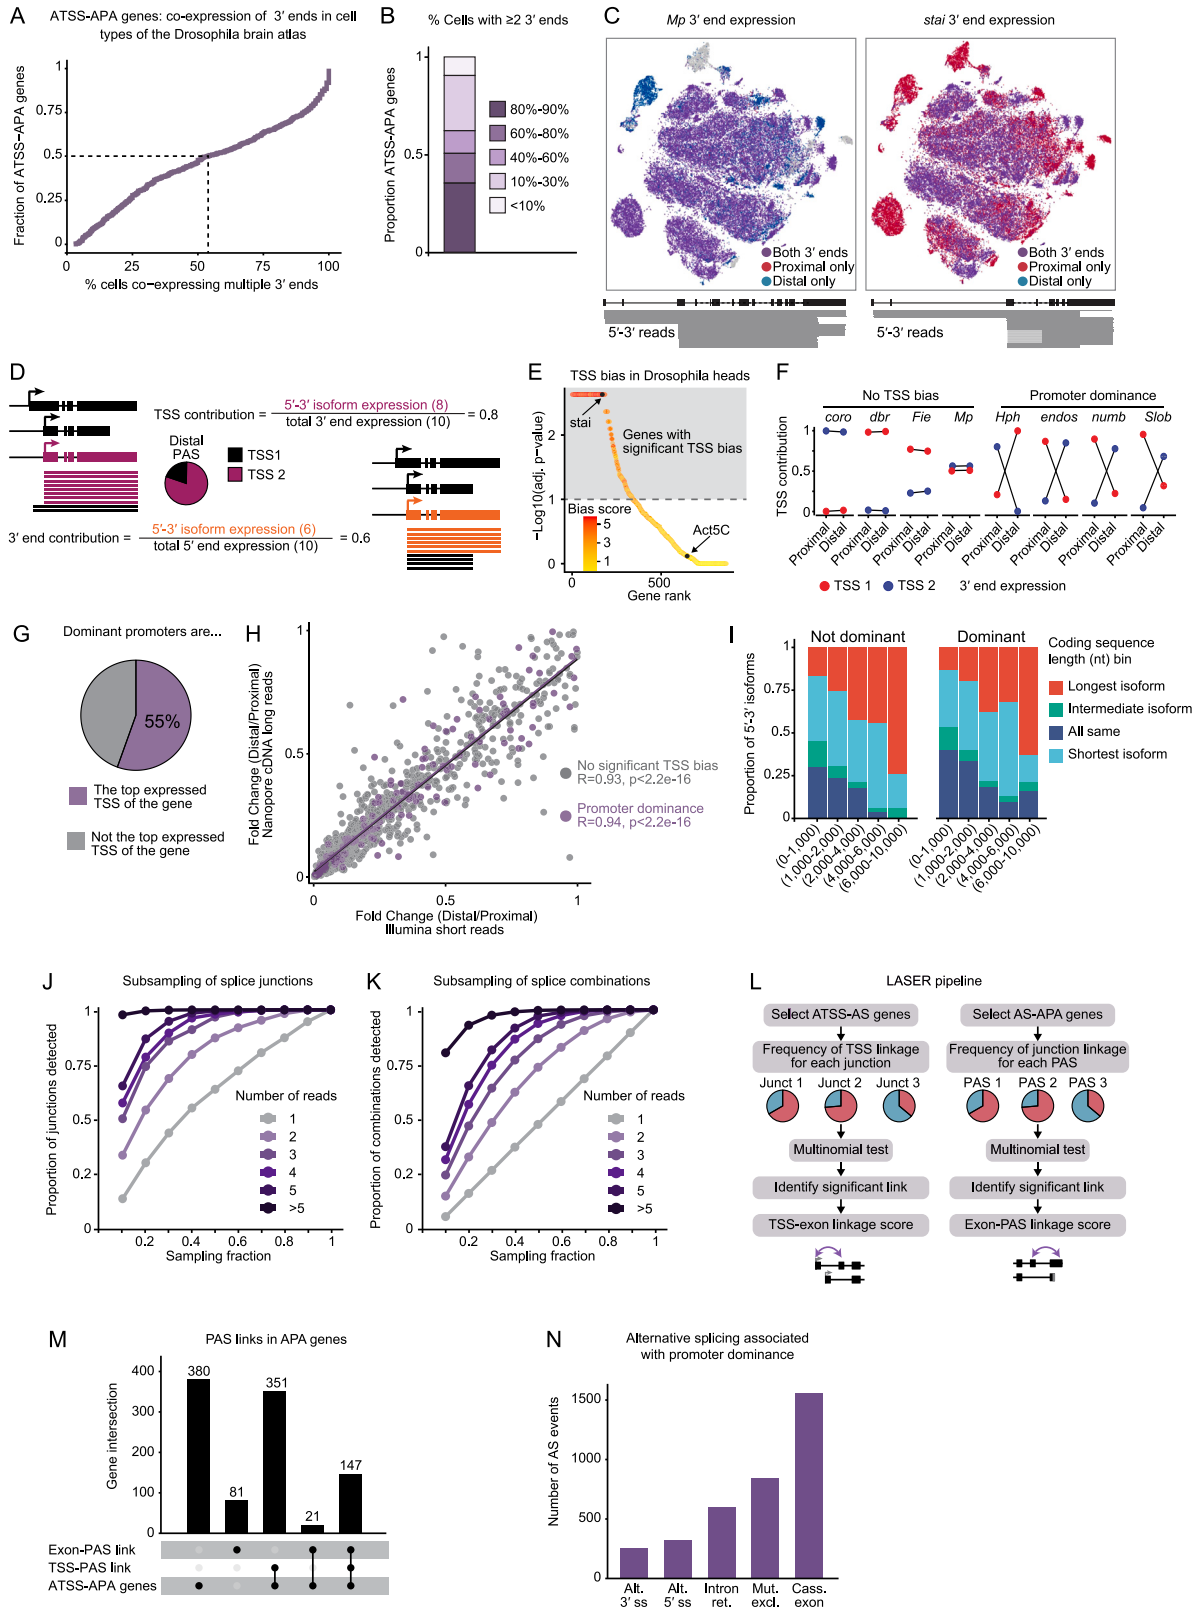 A
ATSS-APA genes: co-expression of 3′ ends in cell
types of the Drosophila brain atlas
Fraction of ATSS–APA genes
1
0.75
0.5
0.25
0
0
25
50
75
100
% cells co–expressing multiple 3′ ends
B
% Cells with ≥2 3′ ends
Proportion ATSS–APA genes
1
0.5
0
80%-90%
60%-80%
40%-60%
10%-30%
<10%
C
Mp 3′ end expression
Both 3′ ends
Proximal only
Distal only
5′-3′ reads
stai 3′ end expression
Both 3′ ends
Proximal only
Distal only
5′-3′ reads
D
TSS contribution = 5′-3′ isoform expression (8) / total 3′ end expression (10) = 0.8
Distal
PAS
TSS1
TSS 2
3′ end contribution = 5′-3′ isoform expression (6) / total 5′ end expression (10) = 0.6
E
TSS bias in Drosophila heads
−Log10(adj. p−value)
2
1
0
stai
Genes with
significant TSS bias
Bias score
5
3
1
Act5C
0
500
Gene rank
F
No TSS bias
Promoter dominance
coro
dbr
Fie
Mp
Hph
endos
numb
Slob
TSS contribution
1
0.5
0
Proximal
Distal
Proximal
Distal
Proximal
Distal
Proximal
Distal
Proximal
Distal
Proximal
Distal
Proximal
Distal
Proximal
Distal
TSS 1
TSS 2
3′ end expression
G
Dominant promoters are...
55%
The top expressed
TSS of the gene
Not the top expressed
TSS of the gene
H
Fold Change (Distal/Proximal)
Nanopore cDNA long reads
1
0.5
0
No significant TSS bias
R=0.93, p<2.2e-16
Promoter dominance
R=0.94, p<2.2e-16
0
0.5
1
Fold Change (Distal/Proximal)
Illumina short reads
I
Not dominant
Dominant
Proportion of 5′-3′ isoforms
1
0.75
0.5
0.25
0
(0-1,000)
(1,000-2,000)
(2,000-4,000)
(4,000-6,000)
(6,000-10,000)
(0-1,000)
(1,000-2,000)
(2,000-4,000)
(4,000-6,000)
(6,000-10,000)
Coding sequence
length (nt) bin
Longest isoform
Intermediate isoform
All same
Shortest isoform
J
Subsampling of splice junctions
Proportion of junctions detected
1
0.75
0.5
0.25
0
Number of reads
1
2
3
4
5
>5
0.2
0.4
0.6
0.8
1
Sampling fraction
K
Subsampling of splice combinations
Proportion of combinations detected
1
0.75
0.5
0.25
0
Number of reads
1
2
3
4
5
>5
0.2
0.4
0.6
0.8
1
Sampling fraction
L
LASER pipeline
Select ATSS-AS genes
Frequency of TSS linkage
for each junction
Junct 1
Junct 2
Junct 3
Multinomial test
Identify significant link
TSS-exon linkage score
Select AS-APA genes
Frequency of junction linkage
for each PAS
PAS 1
PAS 2
PAS 3
Multinomial test
Identify significant link
Exon-PAS linkage score
M
PAS links in APA genes
Gene intersection
400
300
200
100
0
380
81
351
21
147
Exon-PAS link
TSS-PAS link
ATSS-APA genes
N
Alternative splicing associated
with promoter dominance
Number of AS events
1500
1000
500
0
Alt.
3′ ss
Alt.
5′ ss
Intron
ret.
Mut.
excl.
Cass.
exon